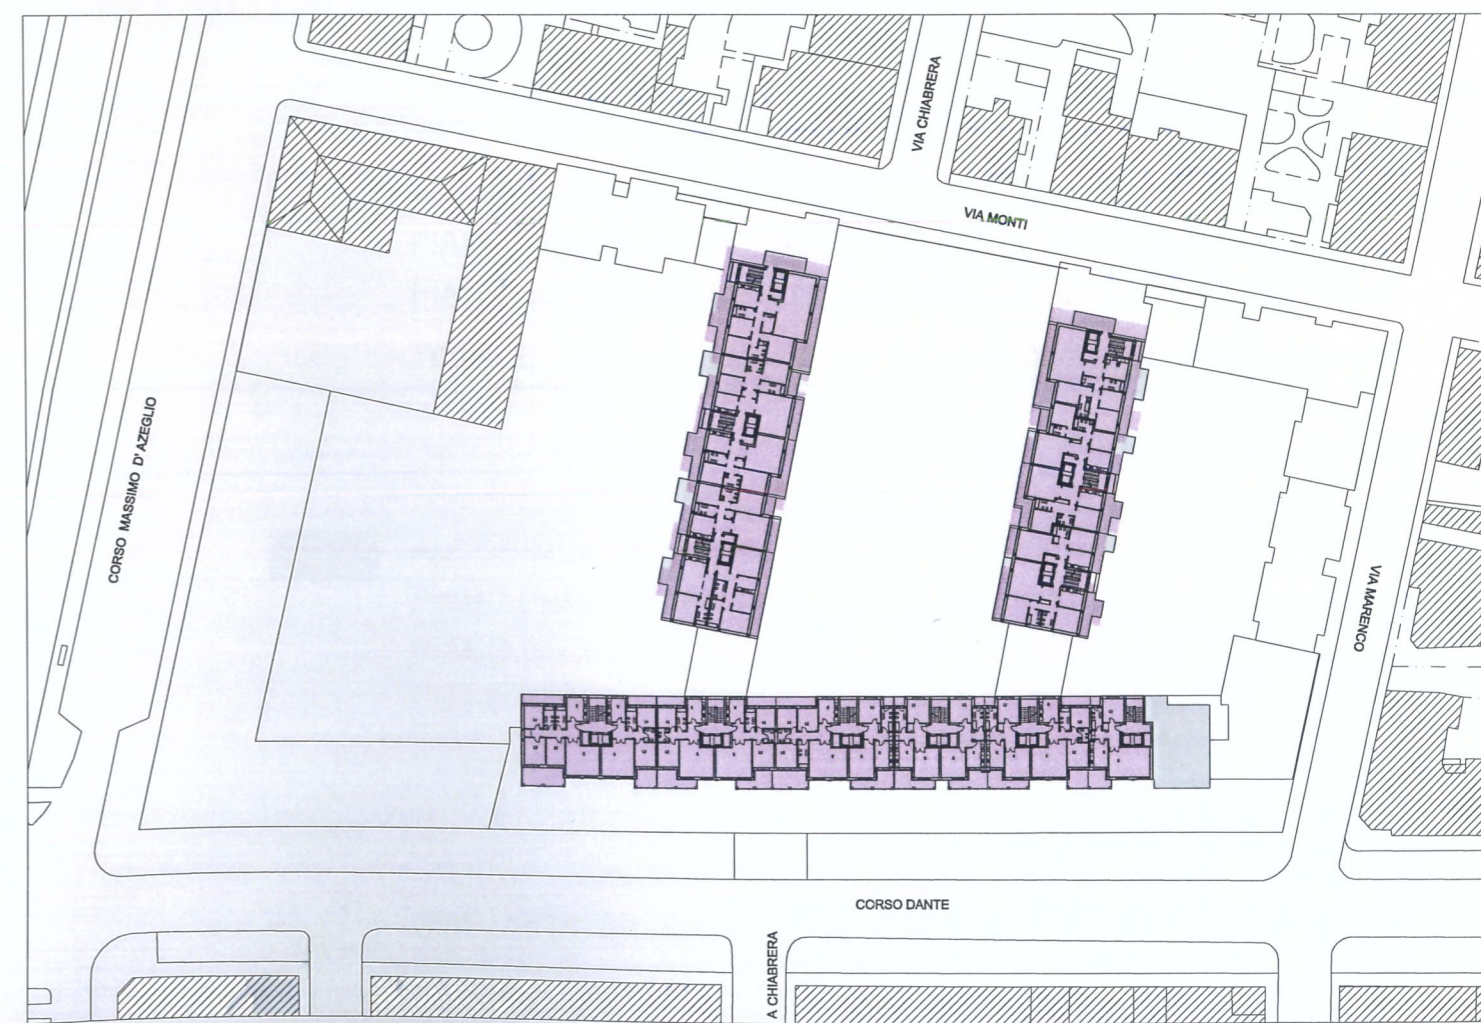 VIA CHIABRERA
VIA MONTI
CORSO MASSIMO D' AZEGLIO
VIA MARENCO
CORSO DANTE
A CHIABRERA